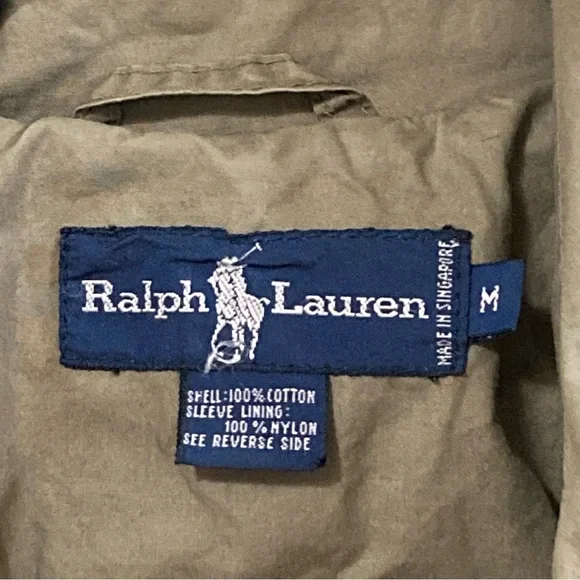 Ralph Lauren
MADE IN SINGAPORE
M
SHELL:100% COTTON
SLEEVE LINING:
100% NYLON
SEE REVERSE SIDE